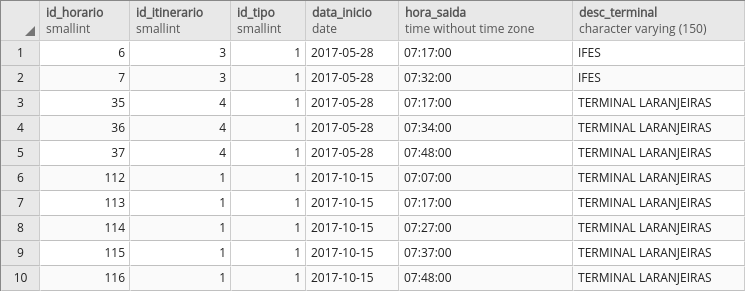 id_horario id_itinerario id_tipo data_inicio hora_saida desc_terminal
smallint smallint smallint date time without time zone character varying (150)
1 6 3 1 2017-05-28 07:17:00 IFES
2 7 3 1 2017-05-28 07:32:00 IFES
3 35 4 1 2017-05-28 07:17:00 TERMINAL LARANJEIRAS
4 36 4 1 2017-05-28 07:34:00 TERMINAL LARANJEIRAS
5 37 4 1 2017-05-28 07:48:00 TERMINAL LARANJEIRAS
6 112 1 1 2017-10-15 07:07:00 TERMINAL LARANJEIRAS
7 113 1 1 2017-10-15 07:17:00 TERMINAL LARANJEIRAS
8 114 1 1 2017-10-15 07:27:00 TERMINAL LARANJEIRAS
9 115 1 1 2017-10-15 07:37:00 TERMINAL LARANJEIRAS
10 116 1 1 2017-10-15 07:48:00 TERMINAL LARANJEIRAS